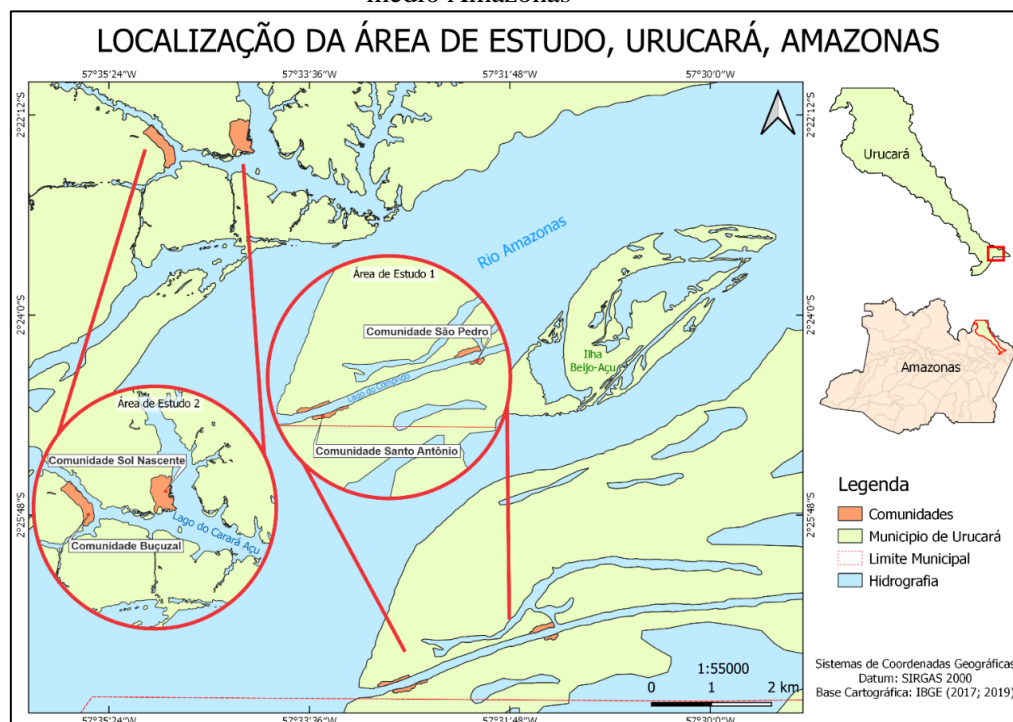 médio Amazonas
LOCALIZAÇÃO DA ÁREA DE ESTUDO, URUCARÁ, AMAZONAS
57°35'24"W
57°33'36"W
57°31'48"W
57°30'0"W
2°22'12"S
2°22'12"S
Urucará
Rio Amazonas
Área de Estudo 1
2°24'0"S
2°24'0"S
Comunidade São Pedro
Ilha
Beijo-Açu
Lago do Comprido
Amazonas
Área de Estudo 2
Comunidade Santo Antônio
Comunidade Sol Nascente
Legenda
2°25'48"S
2°25'48"S
Comunidades
Lago do Carará Açu
Municipio de Urucará
Comunidade Buçuzal
Limite Municipal
Hidrografia
1:55000
0 1 2 km
Sistemas de Coordenadas Geográficas
Datum: SIRGAS 2000
Base Cartográfica: IBGE (2017; 2019)
57°35'24"W
57°33'36"W
57°31'48"W
57°30'0"W